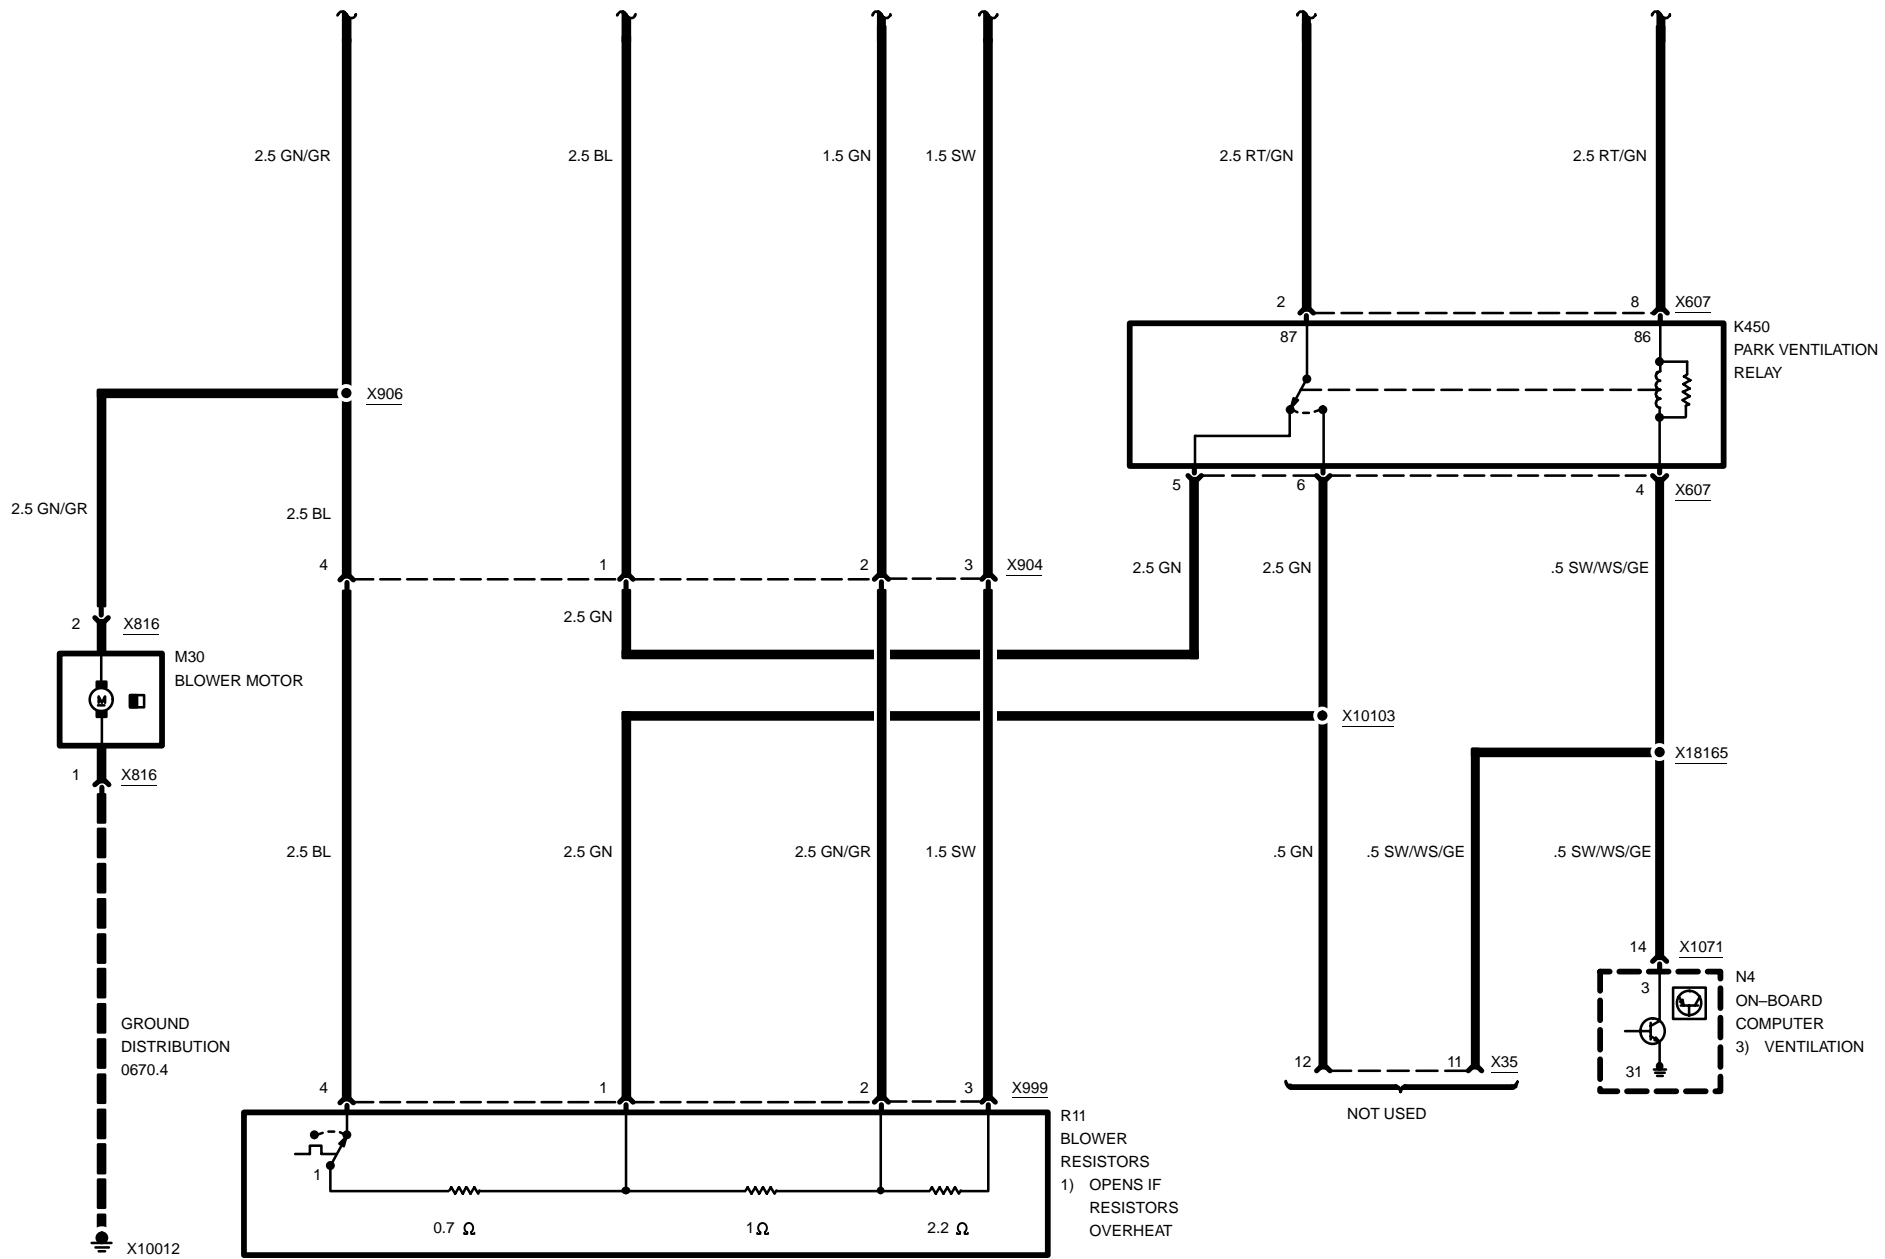 2.5 GN/GR
2.5 BL
1.5 GN
1.5 SW
2.5 RT/GN
2.5 RT/GN
2
8
X607
87
86
K450
PARK VENTILATION
RELAY
X906
5
6
4
X607
2.5 GN/GR
2.5 BL
4
1
2
3
X904
2.5 GN
2.5 GN
.5 SW/WS/GE
2.5 GN
2
X816
M30
BLOWER MOTOR
M
X10103
X18165
1
X816
2.5 BL
2.5 GN
2.5 GN/GR
1.5 SW
.5 GN
.5 SW/WS/GE
.5 SW/WS/GE
14
X1071
3
N4
ON–BOARD
COMPUTER
3) VENTILATION
31
GROUND
DISTRIBUTION
0670.4
12
11
X35
NOT USED
4
1
2
3
X999
R11
BLOWER
RESISTORS
1) OPENS IF
RESISTORS
OVERHEAT
1
0.7 Ω
1Ω
2.2 Ω
X10012